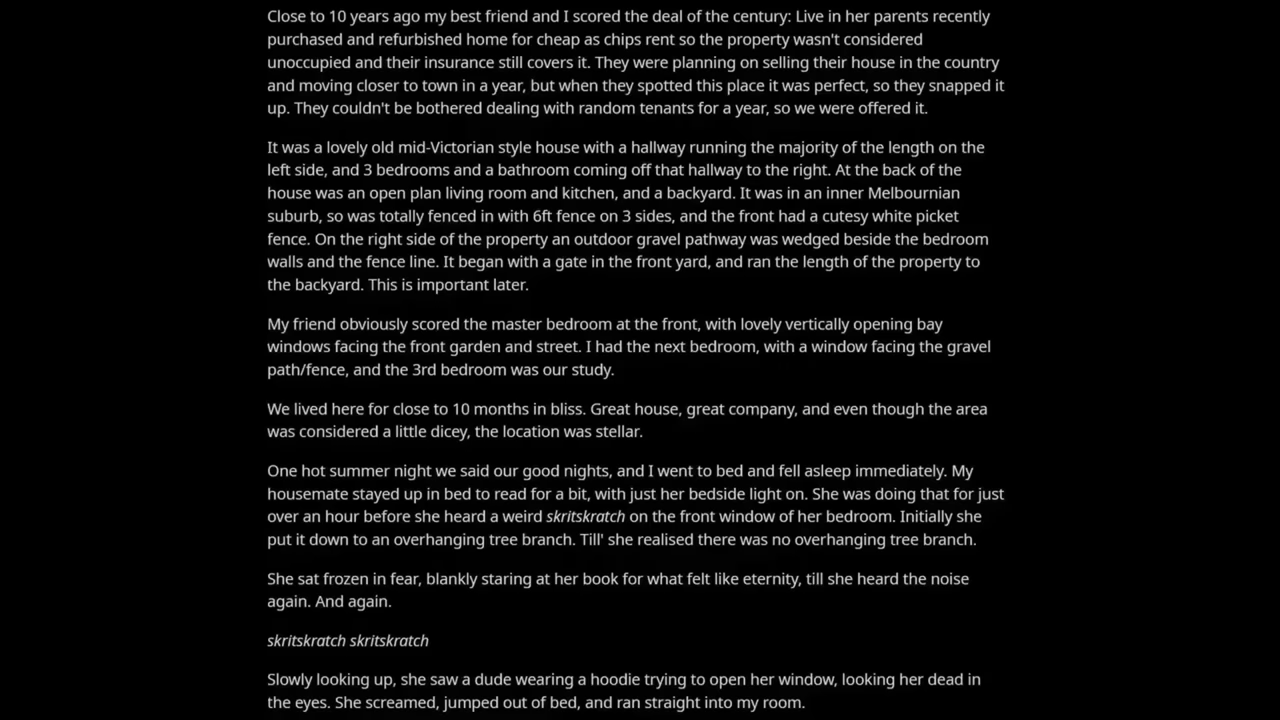 Close to 10 years ago my best friend and I scored the deal of the century: Live in her parents recently
purchased and refurbished home for cheap as chips rent so the property wasn't considered
unoccupied and their insurance still covers it. They were planning on selling their house in the country
and moving closer to town in a year, but when they spotted this place it was perfect, so they snapped it
up. They couldn't be bothered dealing with random tenants for a year, so we were offered it.
It was a lovely old mid-Victorian style house with a hallway running the majority of the length on the
left side, and 3 bedrooms and a bathroom coming off that hallway to the right. At the back of the
house was an open plan living room and kitchen, and a backyard. It was in an inner Melbournian
suburb, so was totally fenced in with 6ft fence on 3 sides, and the front had a cutesy white picket
fence. On the right side of the property an outdoor gravel pathway was wedged beside the bedroom
walls and the fence line. It began with a gate in the front yard, and ran the length of the property to
the backyard. This is important later.
My friend obviously scored the master bedroom at the front, with lovely vertically opening bay
windows facing the front garden and street. I had the next bedroom, with a window facing the gravel
path/fence, and the 3rd bedroom was our study.
We lived here for close to 10 months in bliss. Great house, great company, and even though the area
was considered a little dicey, the location was stellar.
One hot summer night we said our good nights, and I went to bed and fell asleep immediately. My
housemate stayed up in bed to read for a bit, with just her bedside light on. She was doing that for just
over an hour before she heard a weird skritskratch on the front window of her bedroom. Initially she
put it down to an overhanging tree branch. Till' she realised there was no overhanging tree branch.
She sat frozen in fear, blankly staring at her book for what felt like eternity, till she heard the noise
again. And again.
skritskratch skritskratch
Slowly looking up, she saw a dude wearing a hoodie trying to open her window, looking her dead in
the eyes. She screamed, jumped out of bed, and ran straight into my room.